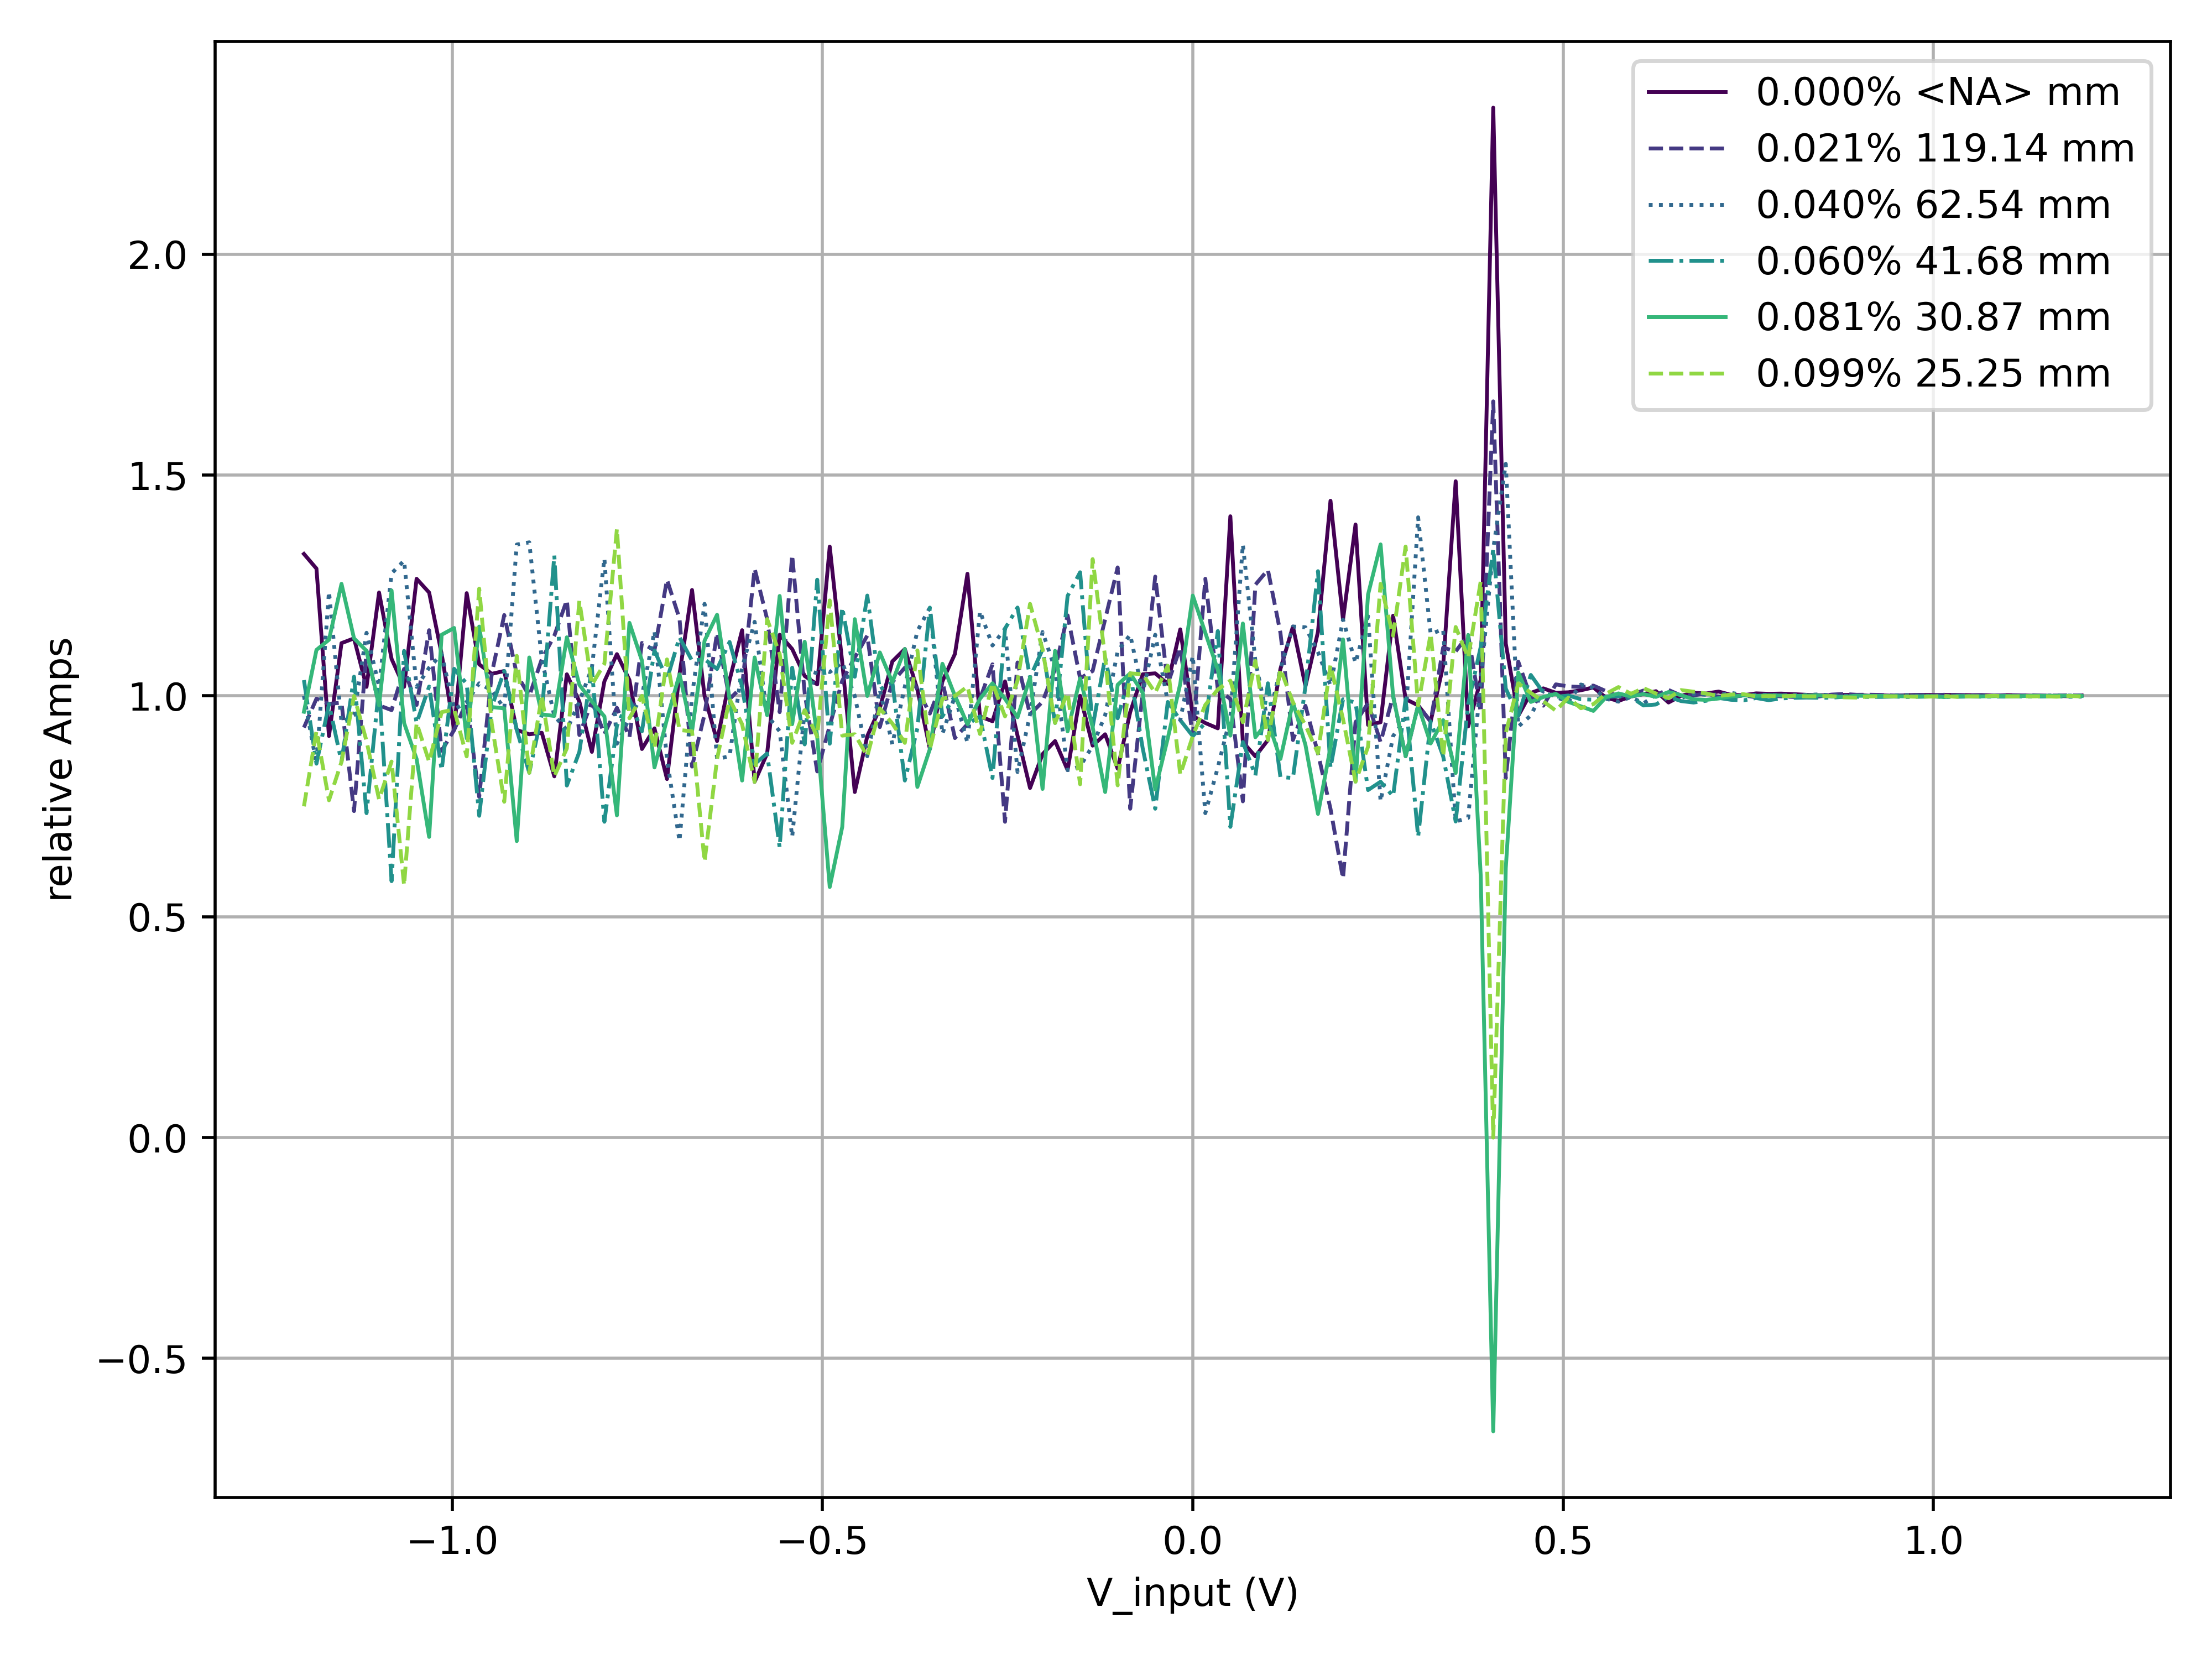 0.000% <NA> mm
0.021% 119.14 mm
0.040% 62.54 mm
0.060% 41.68 mm
0.081% 30.87 mm
0.099% 25.25 mm
relative Amps
2.0
1.5
1.0
0.5
0.0
−0.5
−1.0
−0.5
0.0
0.5
1.0
V_input (V)